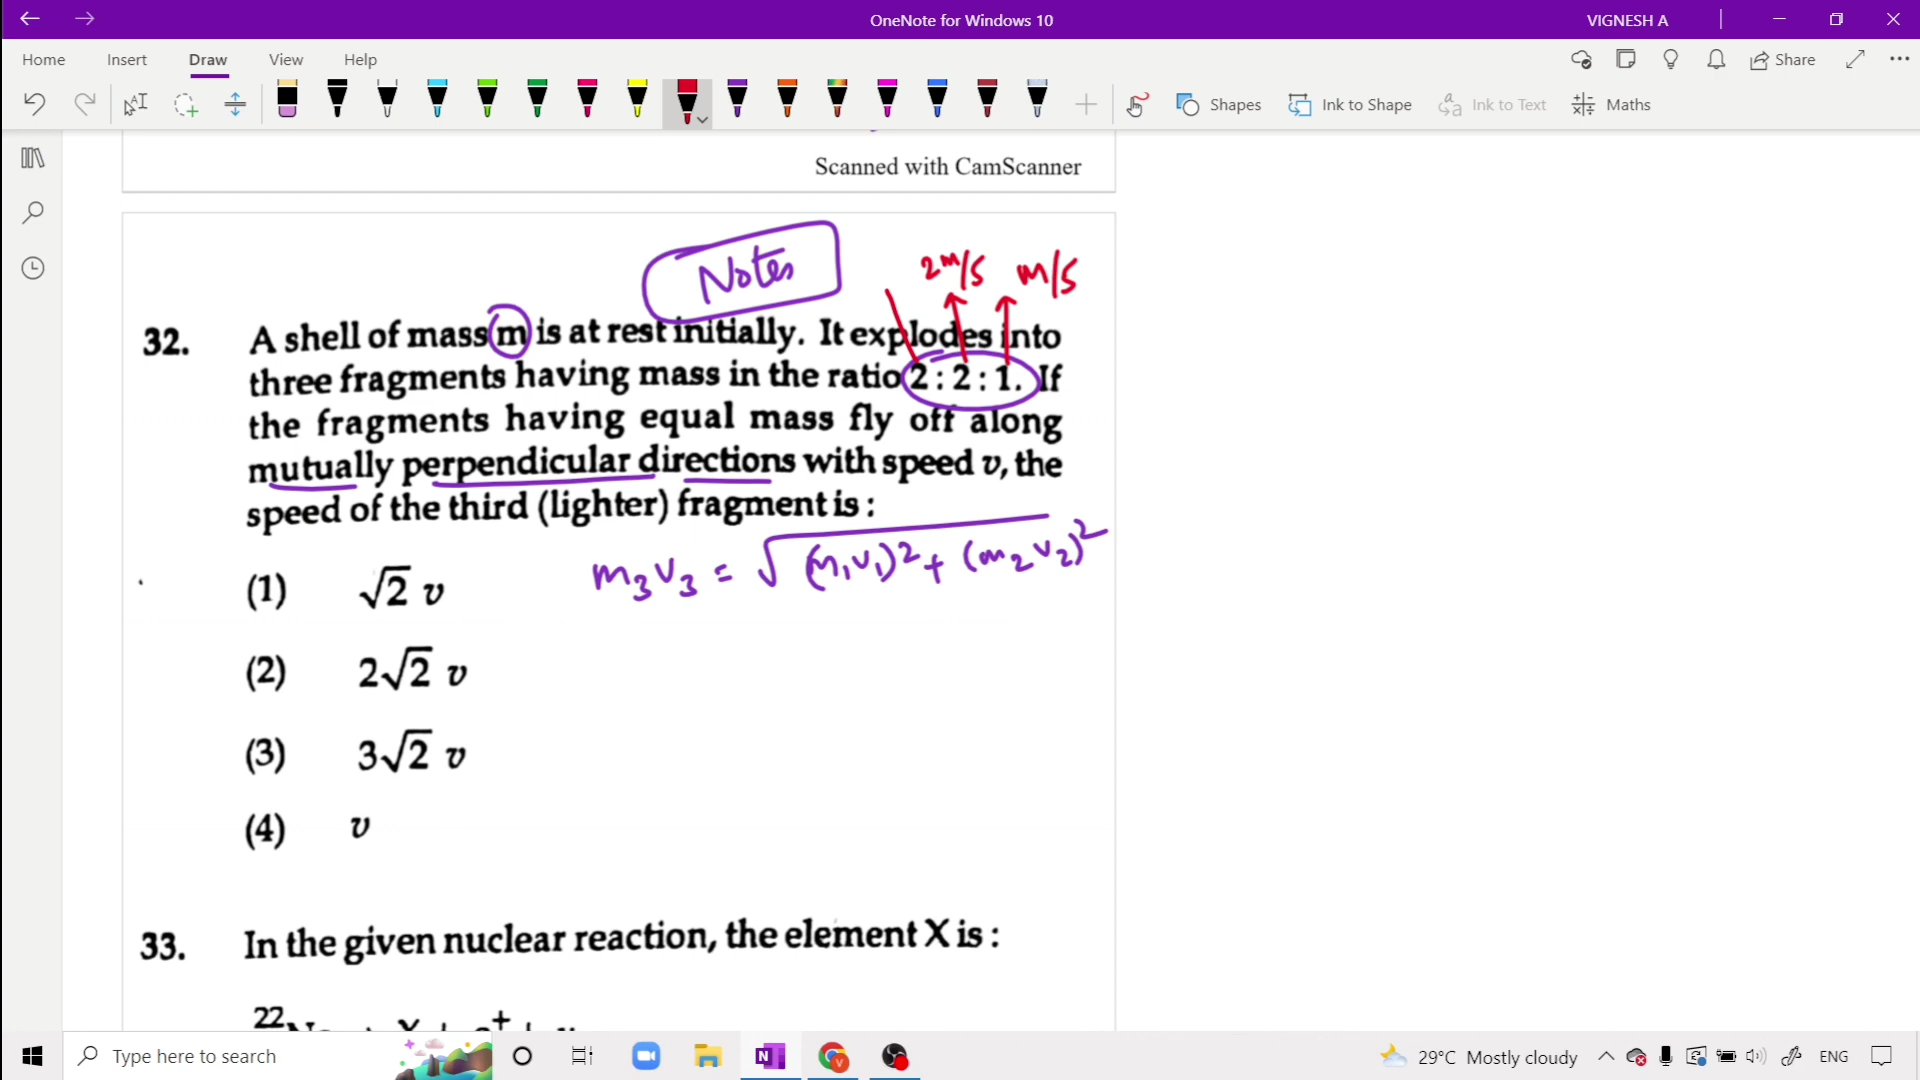 OneNote for Windows 10
VIGNESH A
Home Insert Draw View Help
Share
Shapes Ink to Shape Ink to Text Maths
Scanned with CamScanner
Notes
2m/5 m/5
32. A shell of mass m is at rest initially. It explodes into
three fragments having mass in the ratio 2 : 2 : 1. If
the fragments having equal mass fly off along
mutually perpendicular directions with speed v, the
speed of the third (lighter) fragment is :
m₃v₃ = √(m₁v₁)² + (m₂v₂)²
(1) √2 v
(2) 2√2 v
(3) 3√2 v
(4) v
33. In the given nuclear reaction, the element X is :
22
Type here to search
29°C Mostly cloudy
ENG